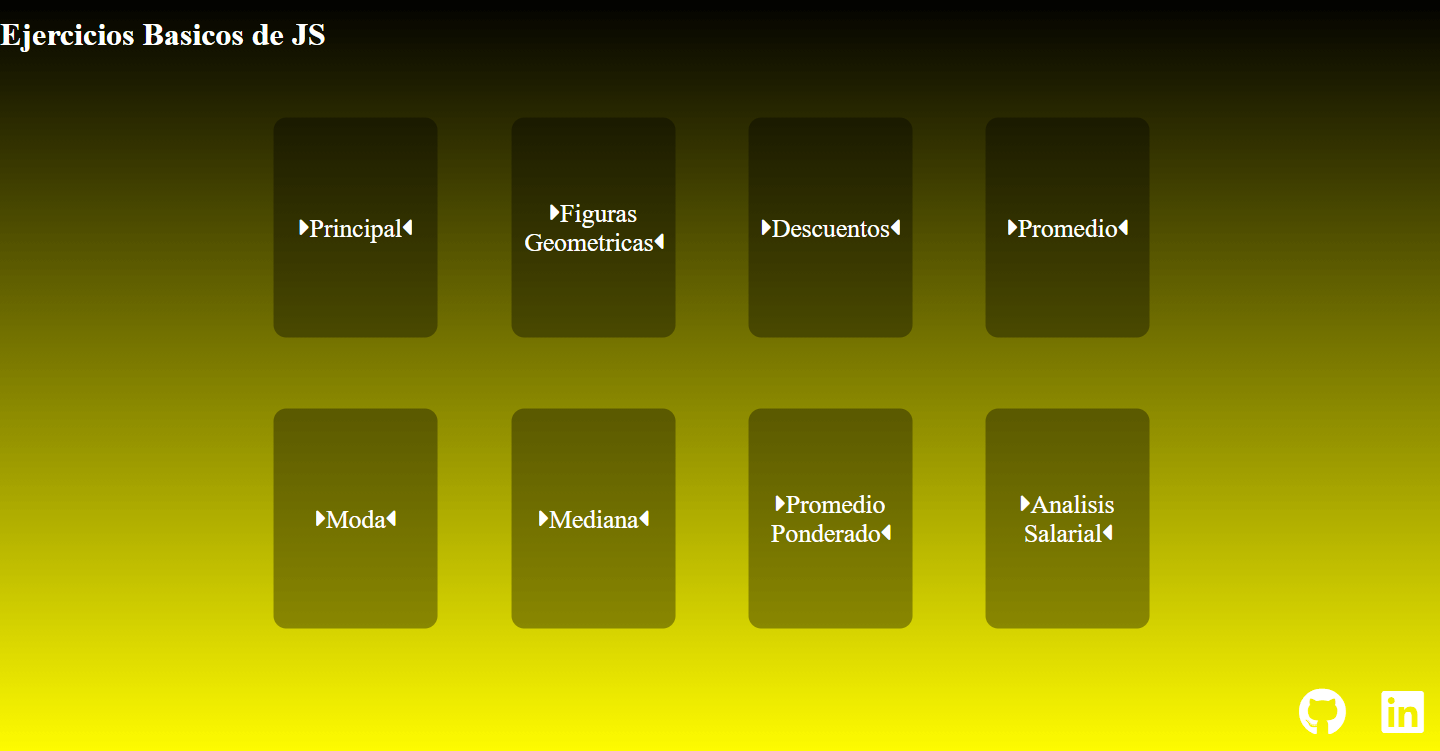 Ejercicios Basicos de JS
Principal
Figuras
Geometricas
Descuentos
Promedio
Moda
Mediana
Promedio
Ponderado
Analisis
Salarial
in